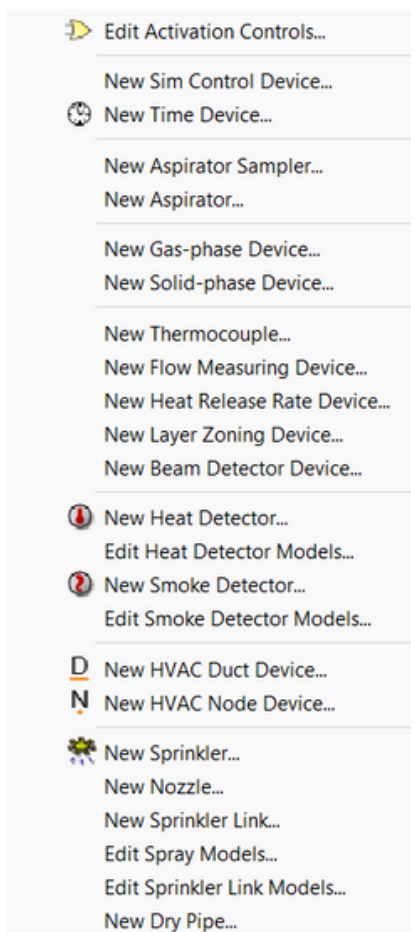 Edit Activation Controls...
New Sim Control Device...
New Time Device...
New Aspirator Sampler...
New Aspirator...
New Gas-phase Device...
New Solid-phase Device...
New Thermocouple...
New Flow Measuring Device...
New Heat Release Rate Device...
New Layer Zoning Device...
New Beam Detector Device...
New Heat Detector...
Edit Heat Detector Models...
New Smoke Detector...
Edit Smoke Detector Models...
D New HVAC Duct Device...
N New HVAC Node Device...
New Sprinkler...
New Nozzle...
New Sprinkler Link...
Edit Spray Models...
Edit Sprinkler Link Models...
New Dry Pipe...